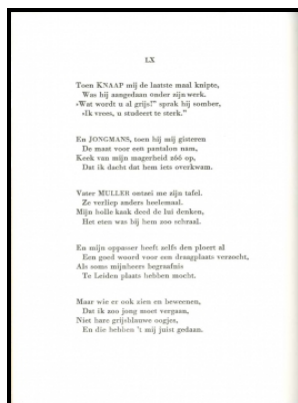 LX
Toen KNAAP mij de laatste maal knipte,
Was hij aangedaan onder zijn werk.
«Wat wordt u al grijs!" sprak hij somber,
«Ik vrees, u studeert te sterk."
En JONGMANS, toen hij mij gisteren
De maat voor een pantalon nam,
Keek van mijn magerheid zóó op,
Dat ik dacht dat hem iets overkwam.
Vater MULLER ontzei me zijn tafel.
Ze verliep anders heelemaal.
Mijn holle kaak deed de lui denken,
Het eten was bij hem zoo schraal.
En mijn oppasser heeft zelfs den ploert al
Een goed woord voor een draagplaats verzocht,
Als soms mijnheers begrafnis
Te Leiden plaats hebben mocht.
Maar wie er ook zien en beweenen,
Dat ik zoo jong moet vergaan,
Niet hare grijsblauwe oogjes,
En die hebben 't mij juist gedaan.